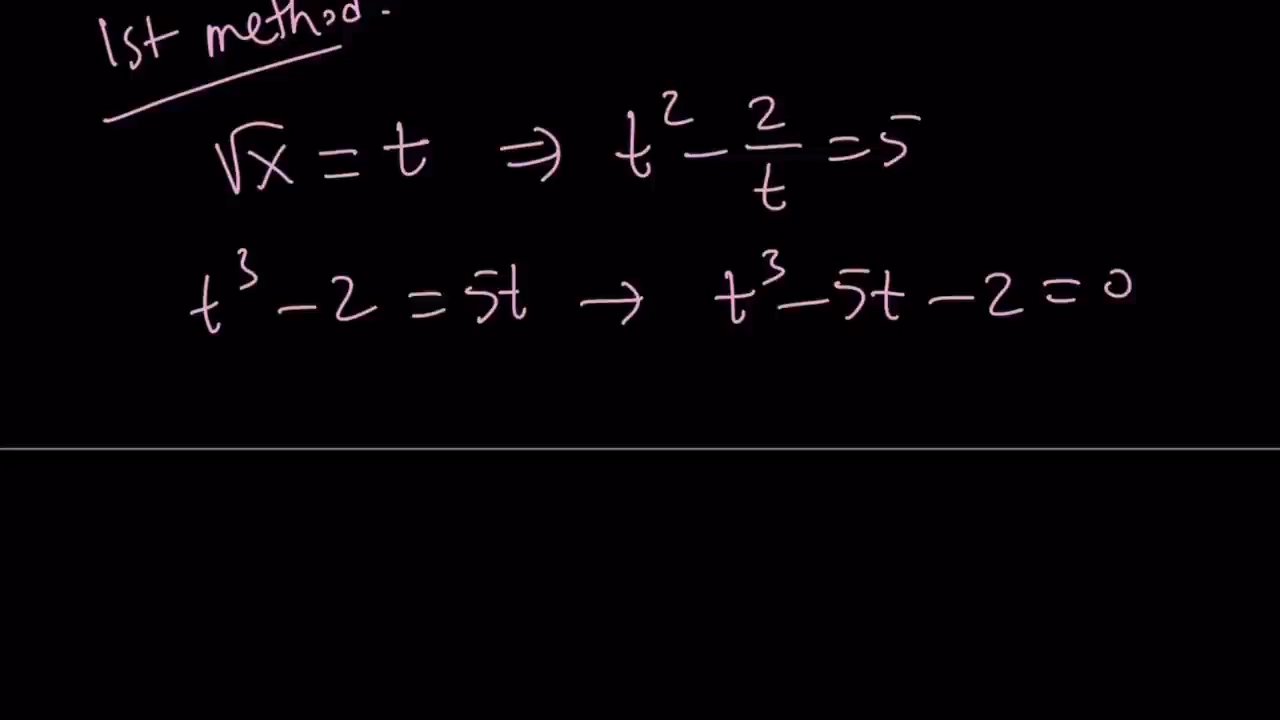 1st method.
√x = t ⇒ t² - 2/t = 5
t³ - 2 = 5t → t³ - 5t - 2 = 0